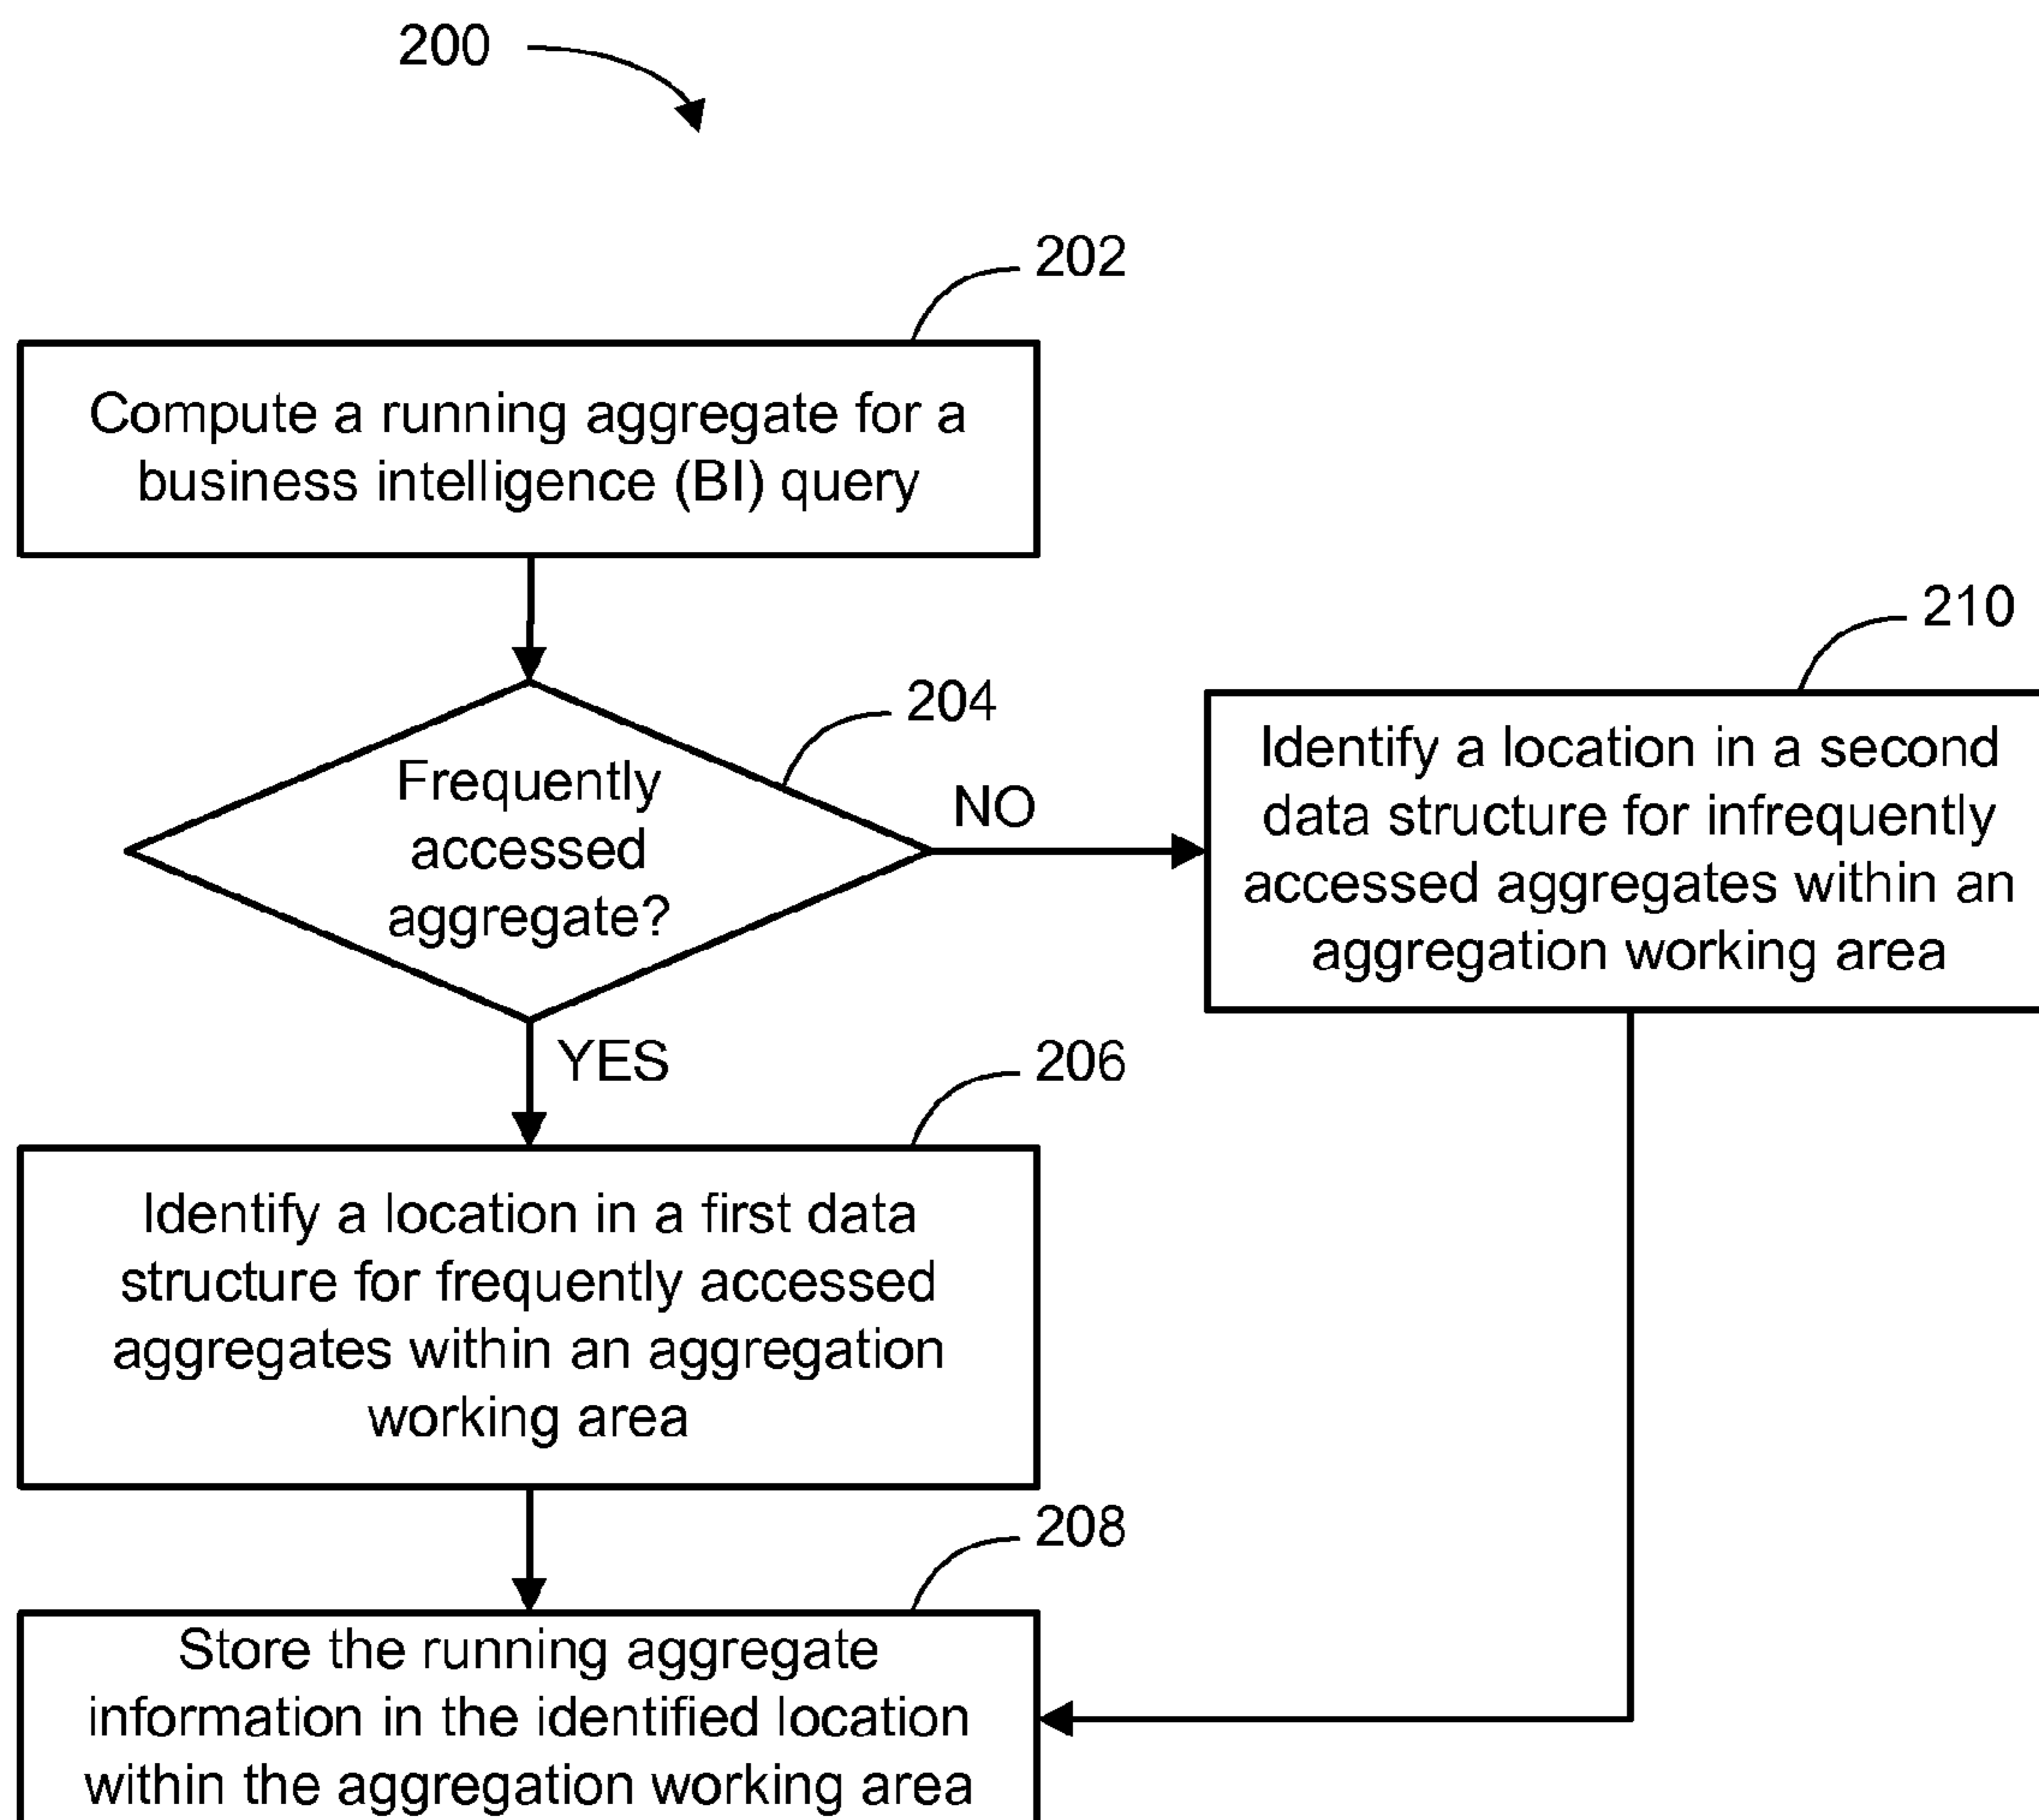 200
202
Compute a running aggregate for a
business intelligence (BI) query
204
Frequently
accessed
aggregate?
NO
210
Identify a location in a second
data structure for infrequently
accessed aggregates within an
aggregation working area
YES
206
Identify a location in a first data
structure for frequently accessed
aggregates within an aggregation
working area
208
Store the running aggregate
information in the identified location
within the aggregation working area